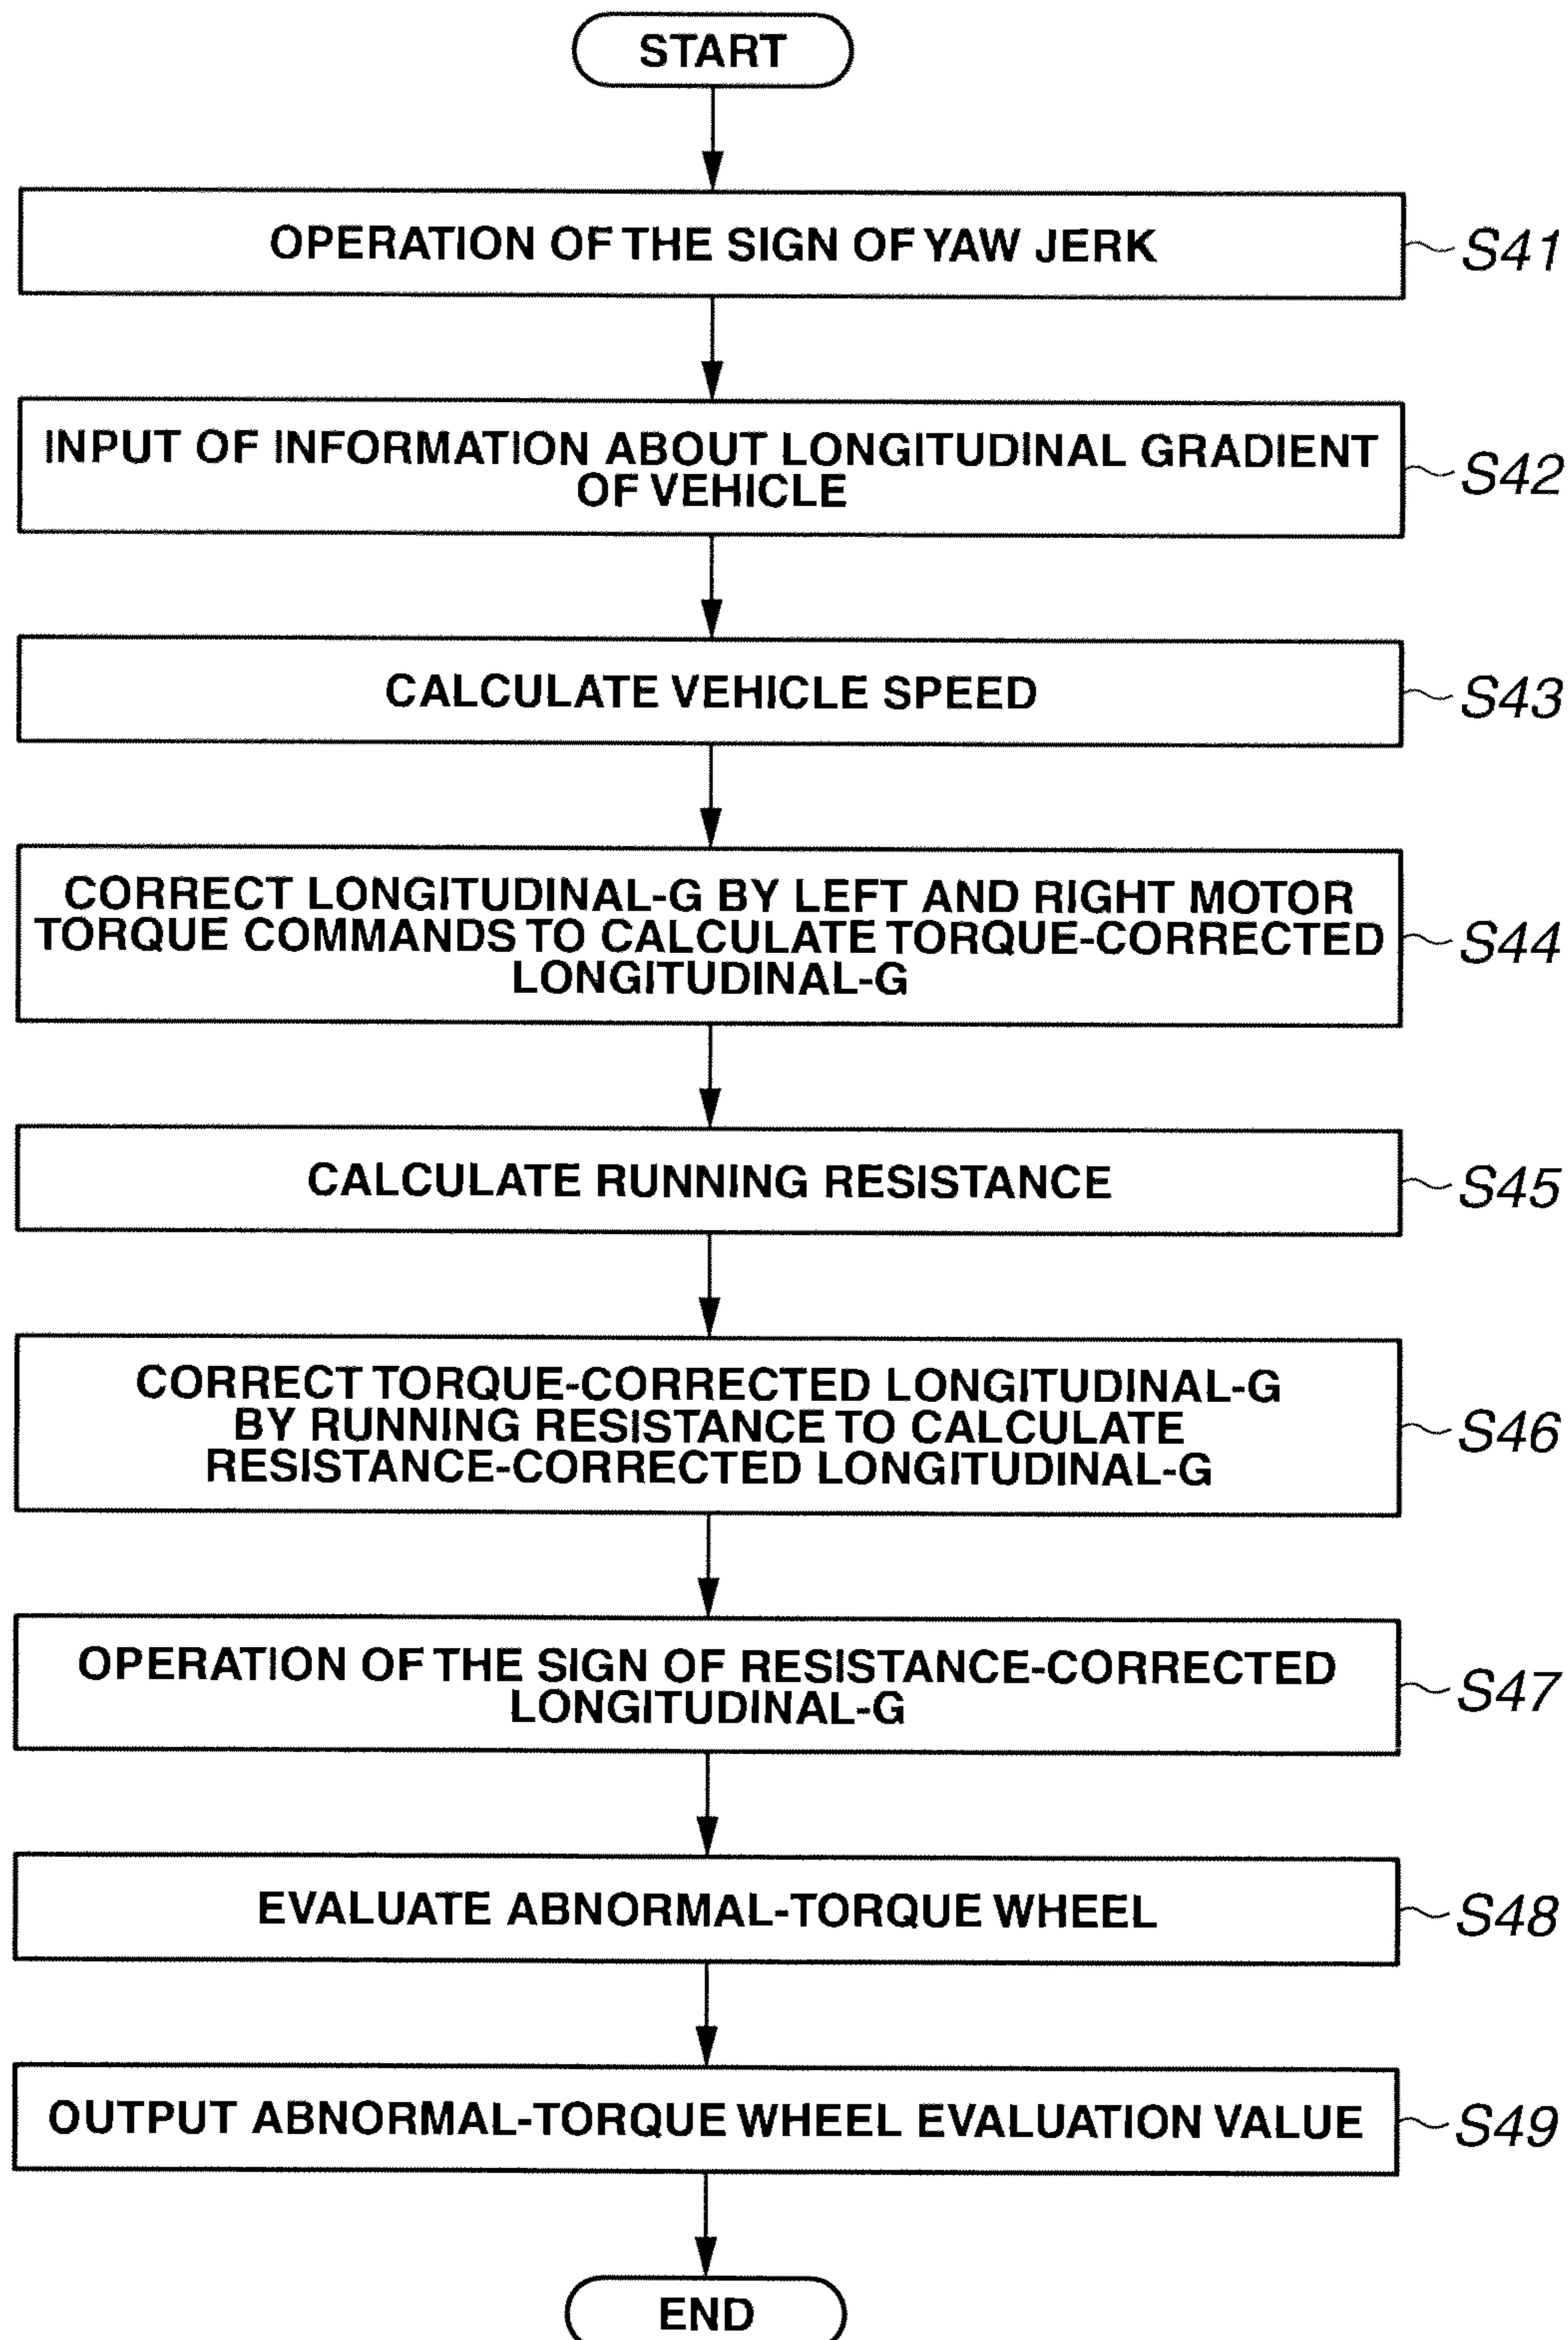 START
OPERATION OF THE SIGN OF YAW JERK
S41
INPUT OF INFORMATION ABOUT LONGITUDINAL GRADIENT
OF VEHICLE
S42
CALCULATE VEHICLE SPEED
S43
CORRECT LONGITUDINAL-G BY LEFT AND RIGHT MOTOR
TORQUE COMMANDS TO CALCULATE TORQUE-CORRECTED
LONGITUDINAL-G
S44
CALCULATE RUNNING RESISTANCE
S45
CORRECT TORQUE-CORRECTED LONGITUDINAL-G
BY RUNNING RESISTANCE TO CALCULATE
RESISTANCE-CORRECTED LONGITUDINAL-G
S46
OPERATION OF THE SIGN OF RESISTANCE-CORRECTED
LONGITUDINAL-G
S47
EVALUATE ABNORMAL-TORQUE WHEEL
S48
OUTPUT ABNORMAL-TORQUE WHEEL EVALUATION VALUE
S49
END